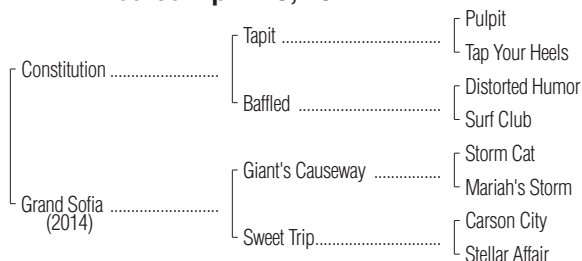 Constitution
Grand Sofia
(2014)
Tapit
Baffled
Giant's Causeway
Sweet Trip
Pulpit
Tap Your Heels
Distorted Humor
Surf Club
Storm Cat
Mariah's Storm
Carson City
Stellar Affair